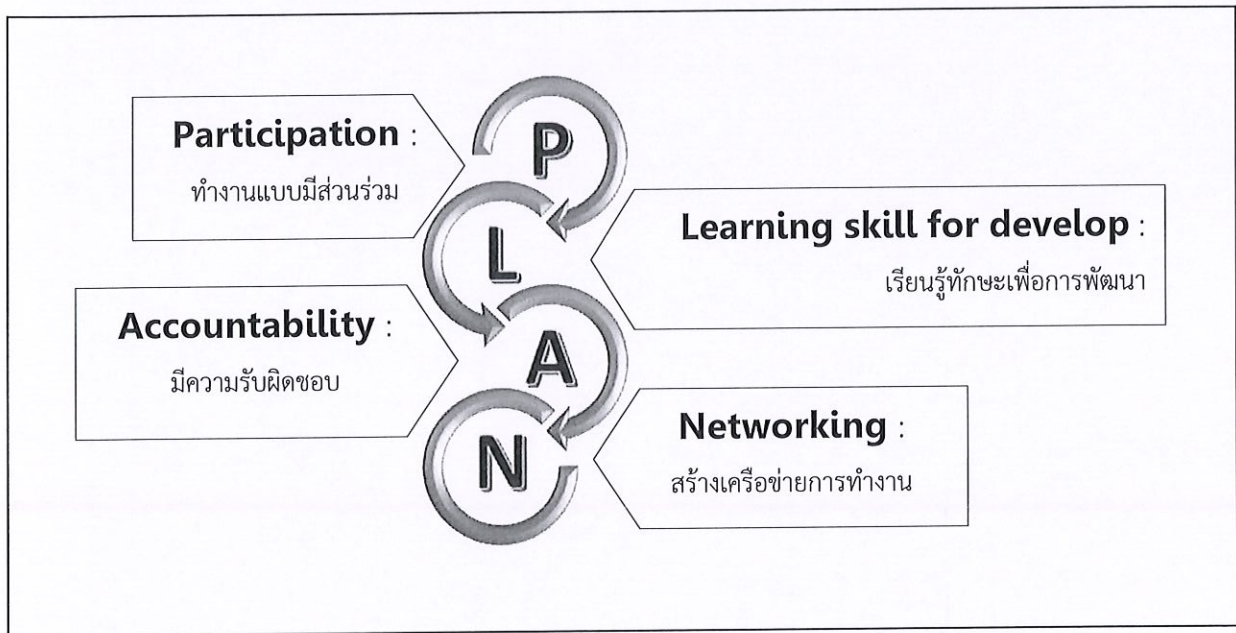 P
Participation :
ทำงานแบบมีส่วนร่วม
L
Learning skill for develop :
เรียนรู้ทักษะเพื่อการพัฒนา
A
Accountability :
มีความรับผิดชอบ
N
Networking :
สร้างเครือข่ายการทำงาน